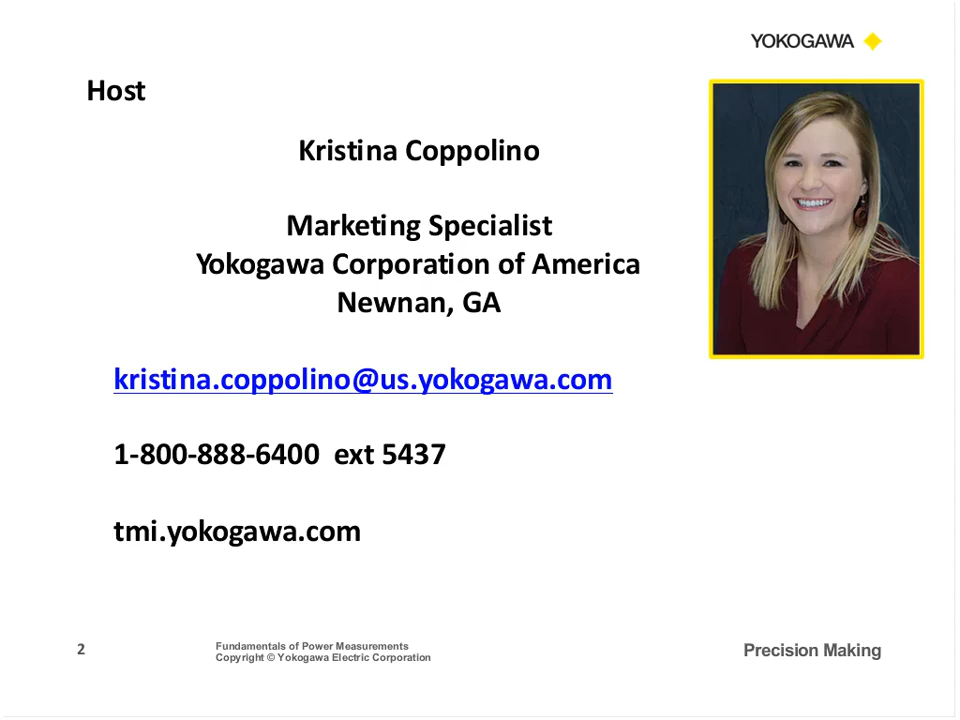 YOKOGAWA
Host
Kristina Coppolino
Marketing Specialist
Yokogawa Corporation of America
Newnan, GA
kristina.coppolino@us.yokogawa.com
1-800-888-6400  ext 5437
tmi.yokogawa.com
2
Fundamentals of Power Measurements
Copyright © Yokogawa Electric Corporation
Precision Making